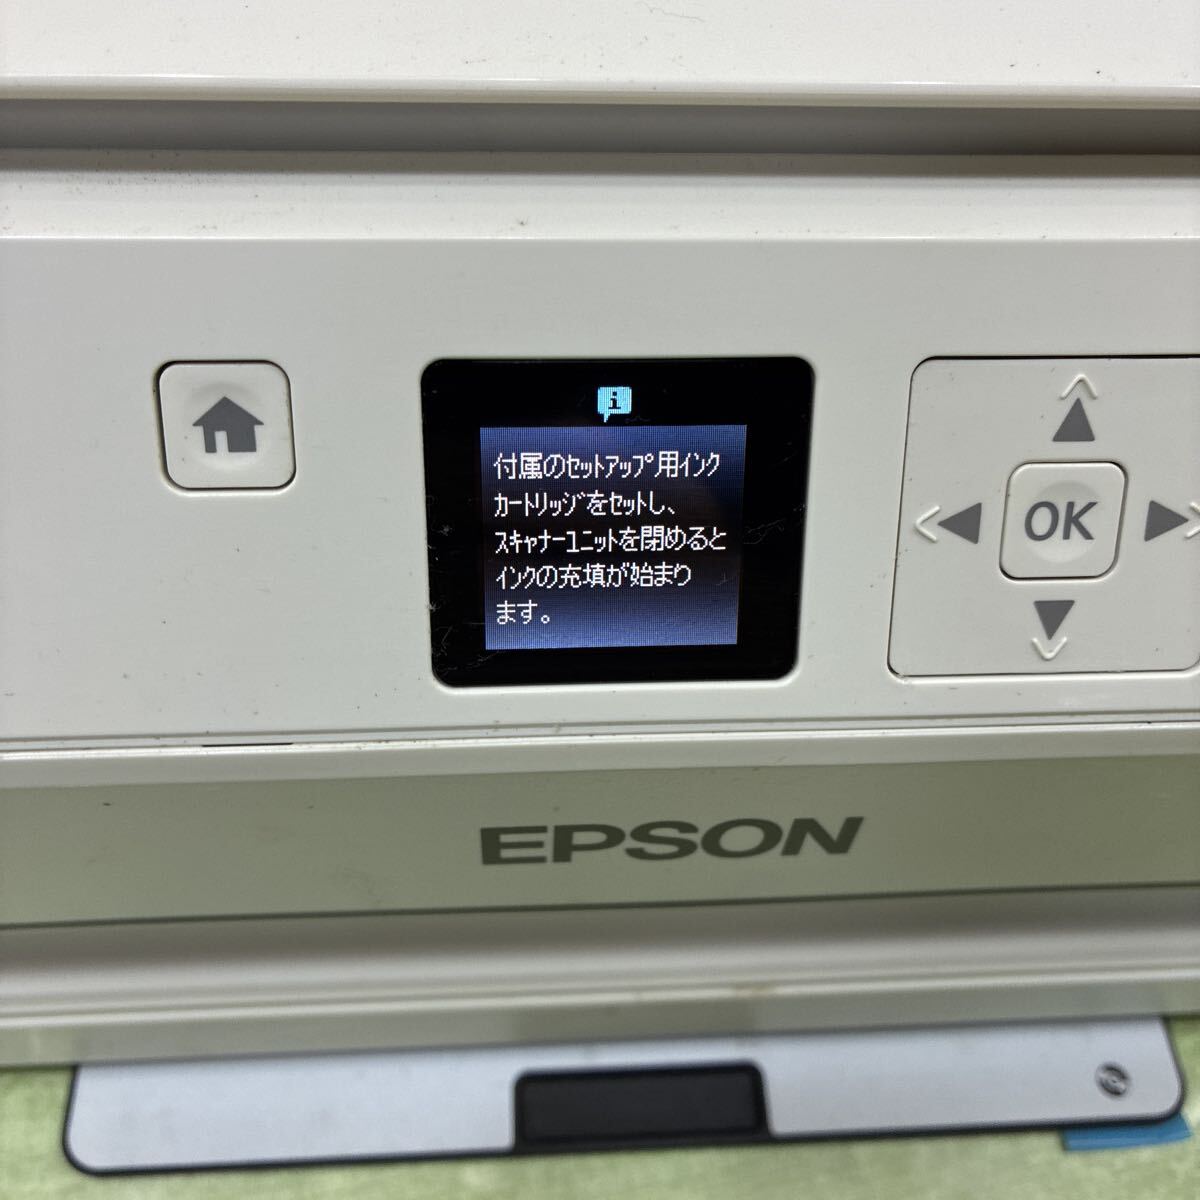 付属のセットアップ用インク
カートリッジをセットし、
スキャナーユニットを閉めると
インクの充填が始まり
ます。
OK
EPSON